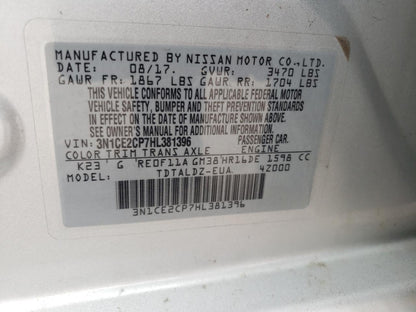 MANUFACTURED BY NISSAN MOTOR CO.,LTD.
DATE: 08/17. GVWR: 3470 LBS
GAWR FR: 1867 LBS GAWR RR: 1704 LBS
THIS VEHICLE CONFORMS TO ALL APPLICABLE FEDERAL MOTOR
VEHICLE SAFETY, BUMPER AND THEFT PREVENTION STANDARDS
IN EFFECT ON THE DATE OF MANUFACTURE SHOWN ABOVE.
SEE OWNER'S MANUAL FOR ADDITIONAL INFORMATION.
VIN: 3N1CE2CP7HL381396 PASSENGER CAR.
COLOR TRIM TRANS AXLE ENGINE
K23 G RE0F11A GM38 HR16DE 1598 CC
MODEL: TDTALDZ-EUA. 4Z000
3N1CE2CP7HL381396